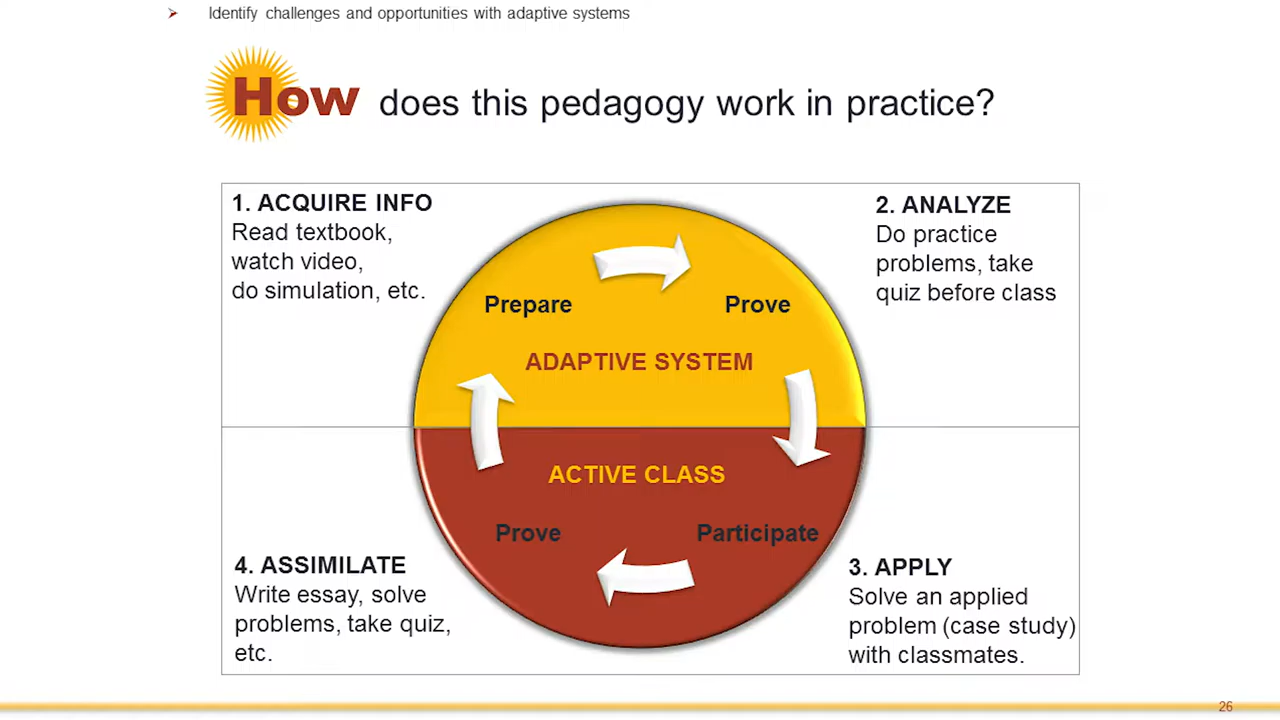 Identify challenges and opportunities with adaptive systems
How does this pedagogy work in practice?
1. ACQUIRE INFO
Read textbook,
watch video,
do simulation, etc.
2. ANALYZE
Do practice
problems, take
quiz before class
Prepare
Prove
ADAPTIVE SYSTEM
ACTIVE CLASS
Prove
Participate
4. ASSIMILATE
Write essay, solve
problems, take quiz,
etc.
3. APPLY
Solve an applied
problem (case study)
with classmates.
26